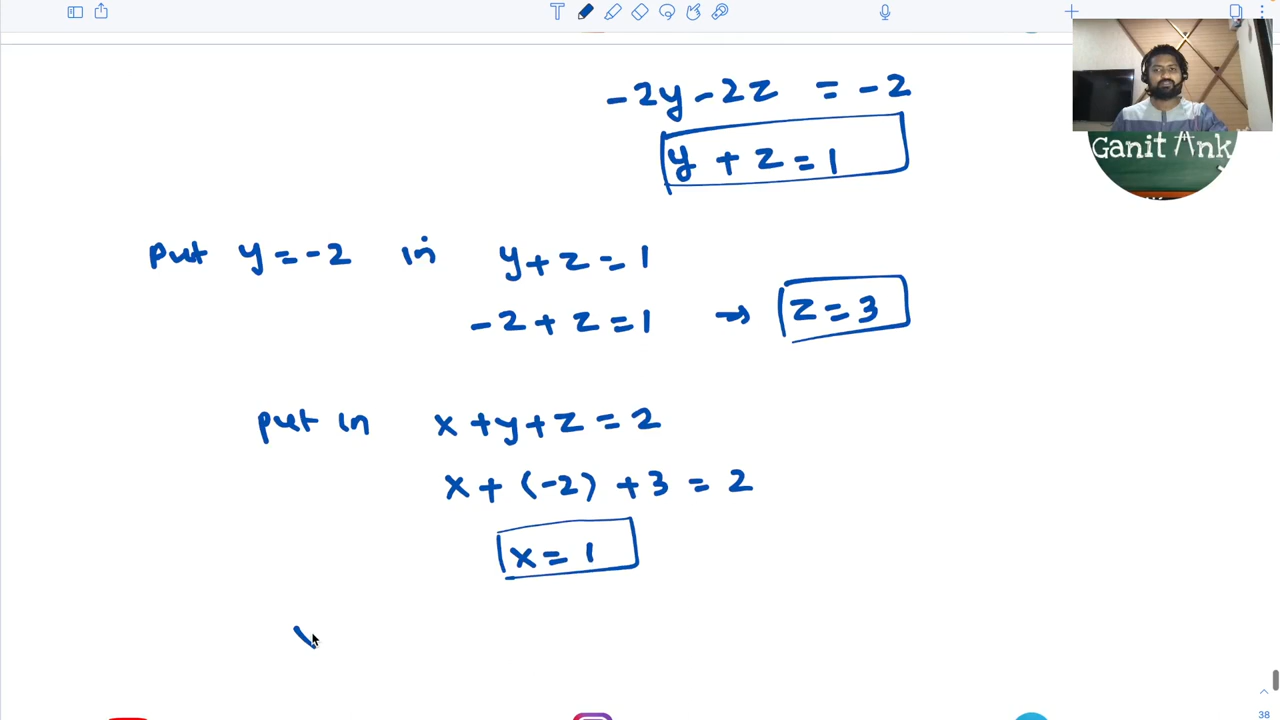 -2y-2z = -2
y + z = 1
Ganit Ank
put y = -2 in y+z=1
-2+z=1 → z=3
put in x+y+z=2
x+(-2)+3=2
x=1
38